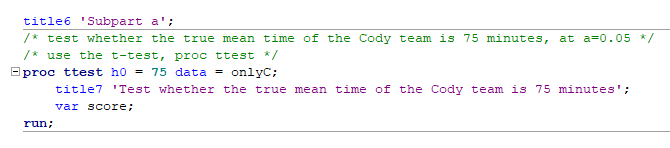 title6 'Subpart a';
/* test whether the true mean time of the Cody team is 75 minutes, at a=0.05 */
/* use the t-test, proc ttest */
proc ttest h0 = 75 data = onlyC;
title7 'Test whether the true mean time of the Cody team is 75 minutes';
var score;
run;